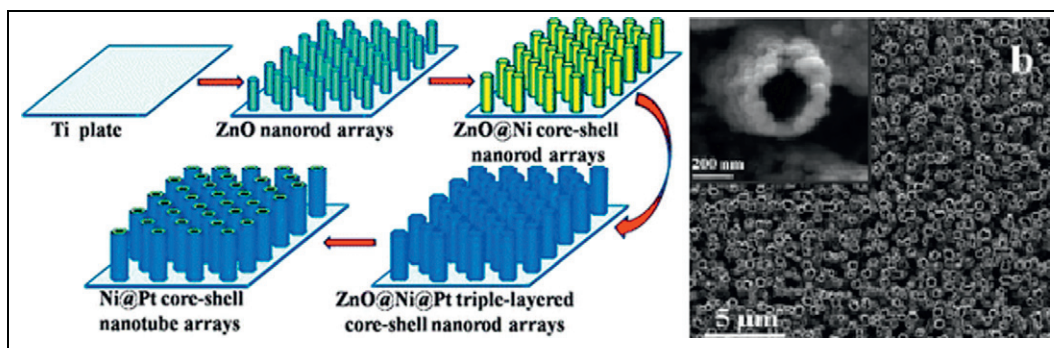 Ti plate
ZnO nanorod arrays
ZnO@Ni core-shell
nanorod arrays
Ni@Pt core-shell
nanotube arrays
ZnO@Ni@Pt triple-layered
core-shell nanorod arrays
b
200 nm
5 μm